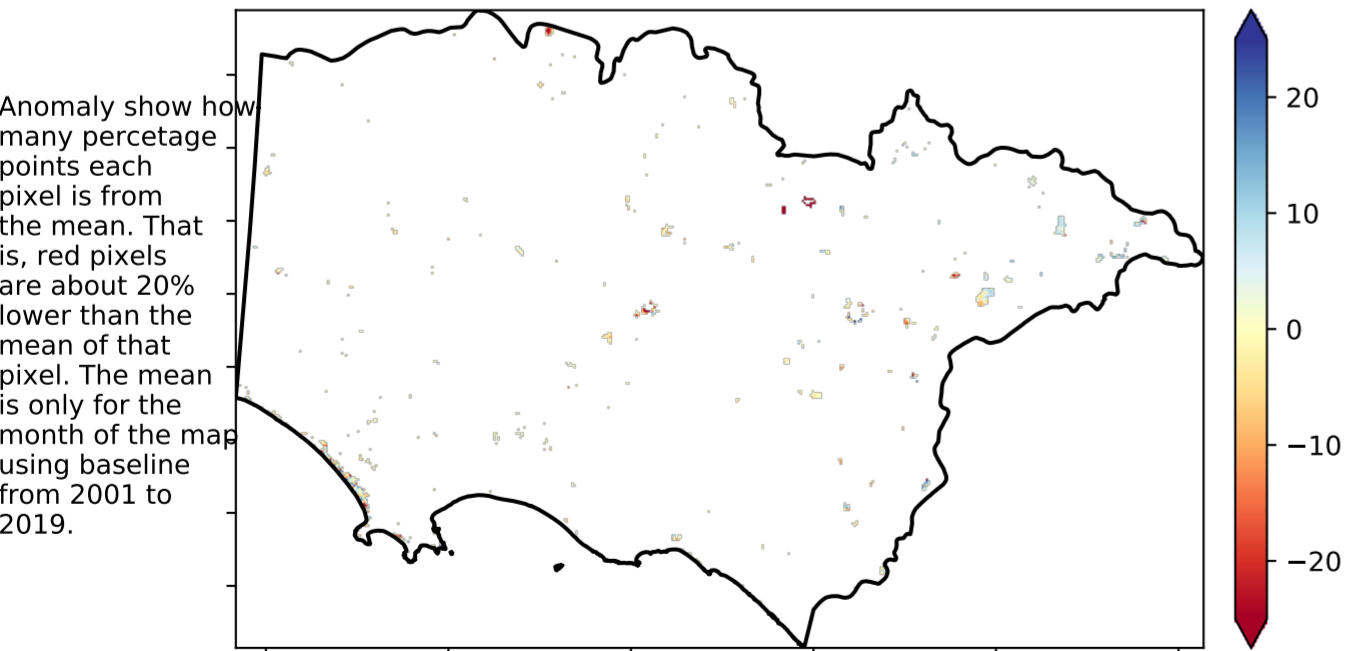 Anomaly show how
many percetage
points each
pixel is from
the mean. That
is, red pixels
are about 20%
lower than the
mean of that
pixel. The mean
is only for the
month of the map
using baseline
from 2001 to
2019.
20
10
0
−10
−20